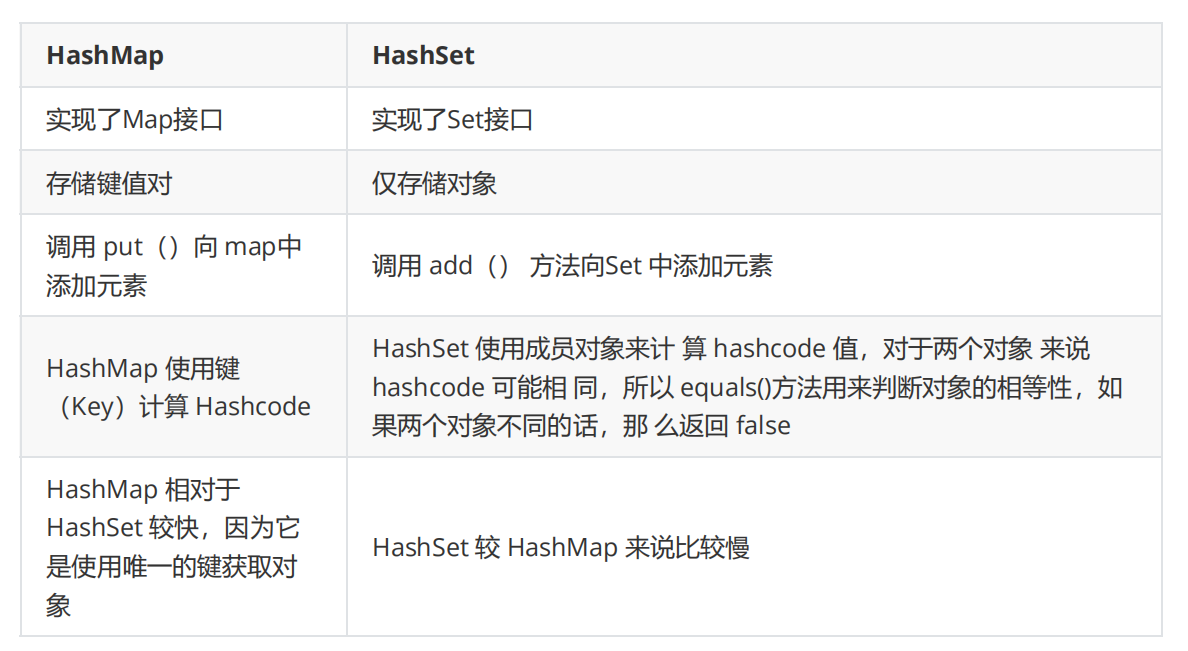 HashMap
HashSet
实现了Map接口
实现了Set接口
存储键值对
仅存储对象
调用 put（）向 map中
添加元素
调用 add（） 方法向Set 中添加元素
HashMap 使用键
（Key）计算 Hashcode
HashSet 使用成员对象来计 算 hashcode 值，对于两个对象 来说
hashcode 可能相 同，所以 equals()方法用来判断对象的相等性，如
果两个对象不同的话，那 么返回 false
HashMap 相对于
HashSet 较快，因为它
是使用唯一的键获取对
象
HashSet 较 HashMap 来说比较慢